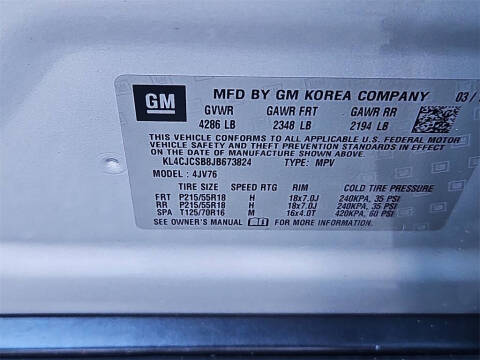 GM
MFD BY GM KOREA COMPANY 03/
GVWR GAWR FRT GAWR RR
4286 LB 2348 LB 2194 LB
THIS VEHICLE CONFORMS TO ALL APPLICABLE U.S. FEDERAL MOTOR
VEHICLE SAFETY AND THEFT PREVENTION STANDARDS IN EFFECT
ON THE DATE OF MANUFACTURE SHOWN ABOVE.
KL4CJCSB8JB673824 TYPE: MPV
MODEL: 4JV76
TIRE SIZE SPEED RTG RIM COLD TIRE PRESSURE
FRT P215/55R18 H 18x7.0J 240KPA, 35 PSI
RR P215/55R18 H 18x7.0J 240KPA, 35 PSI
SPA T125/70R16 M 16x4.0T 420KPA, 60 PSI
SEE OWNER'S MANUAL FOR MORE INFORMATION.